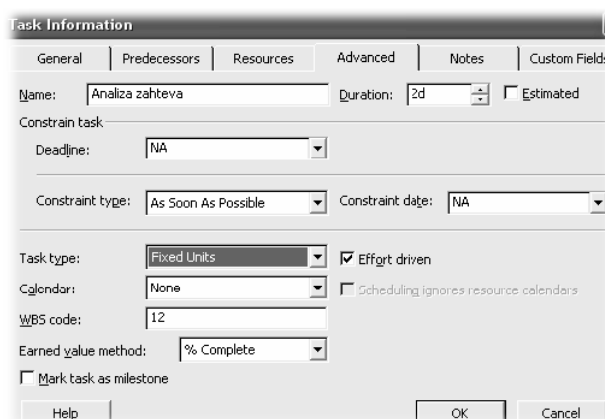 Task Information
General Predecessors Resources Advanced Notes Custom Fields
Name: Analiza zahteva Duration: 2d Estimated
Constrain task
Deadline: NA
Constraint type: As Soon As Possible Constraint date: NA
Task type: Fixed Units Effort driven
Calendar: None Scheduling ignores resource calendars
WBS code: 12
Earned value method: % Complete
Mark task as milestone
Help OK Cancel